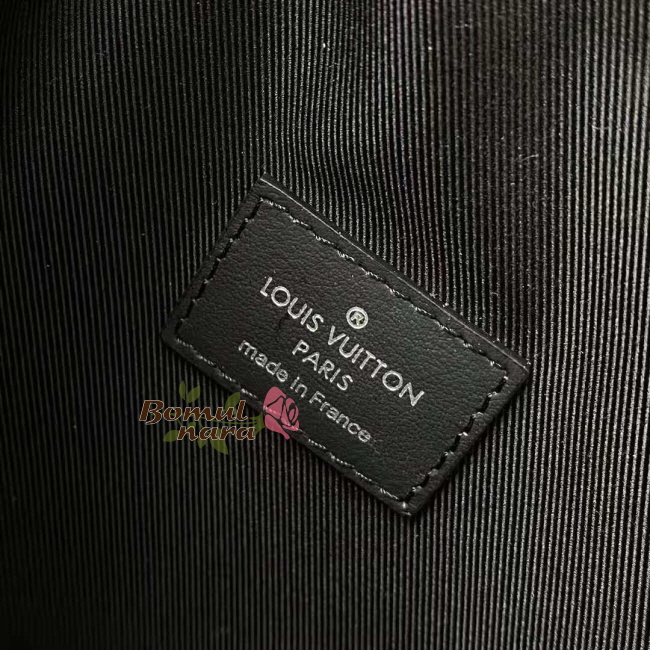 ®
LOUIS VUITTON
PARIS
made in France
Bomul
nara